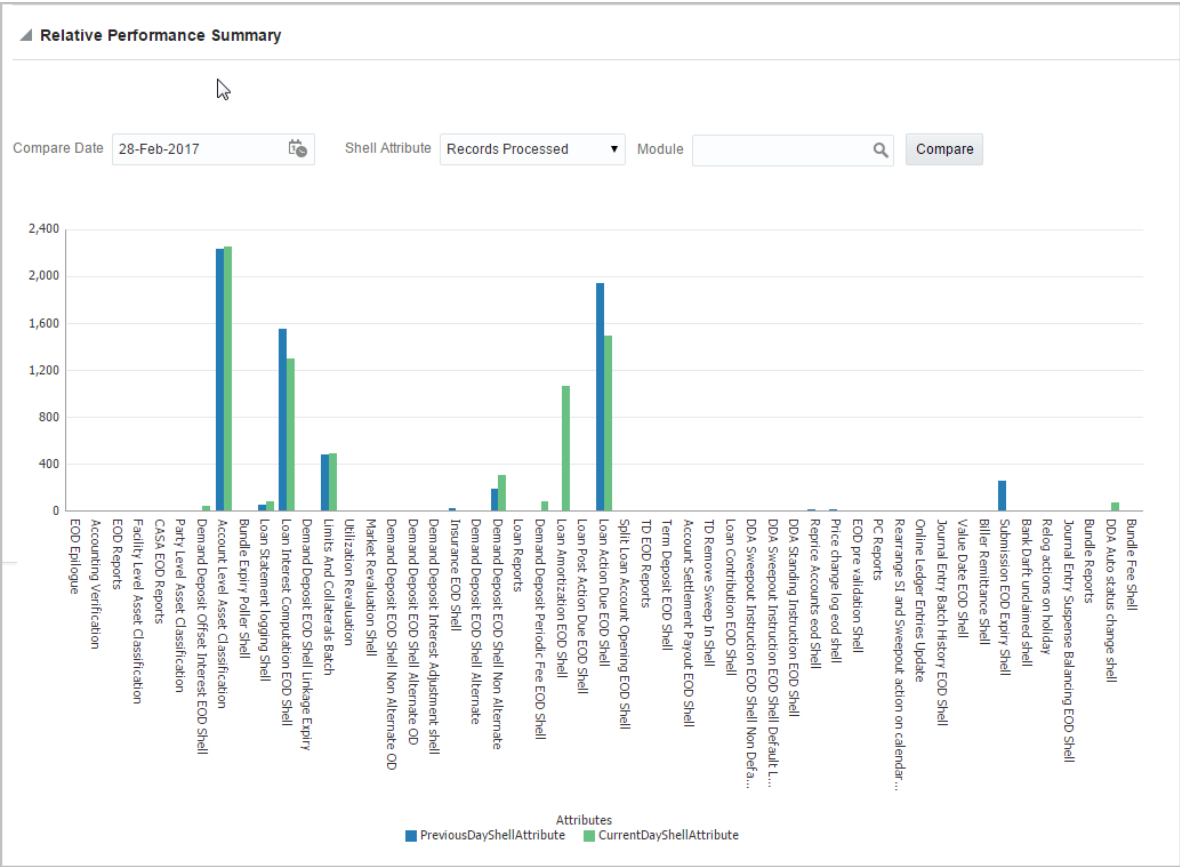 Relative Performance Summary
Compare Date 28-Feb-2017 Shell Attribute Records Processed Module Compare
2,400
2,000
1,600
1,200
800
400
0
EOD Epilogue
Accounting Verification
EOD Reports
Facility Level Asset Classification
CASA EOD Reports
Party Level Asset Classification
Demand Deposit Offset Interest EOD Shell
Account Level Asset Classification
Bundle Expiry Poller Shell
Loan Statement logging Shell
Loan Interest Computation EOD Shell
Demand Deposit EOD Shell Linkage Expiry
Limits And Collaterals Batch
Utilization Revaluation
Market Revaluation Shell
Demand Deposit EOD Shell Non Alternate OD
Demand Deposit EOD Shell Alternate OD
Demand Deposit Interest Adjustment shell
Insurance EOD Shell
Demand Deposit EOD Shell Alternate
Demand Deposit EOD Shell Non Alternate
Loan Reports
Demand Deposit Periodic Fee EOD Shell
Loan Amortization EOD Shell
Loan Post Action Due EOD Shell
Loan Action Due EOD Shell
Split Loan Account Opening EOD Shell
TD EOD Reports
Term Deposit EOD Shell
Account Settlement Payout EOD Shell
TD Remove Sweep In Shell
Loan Contribution EOD Shell
DDA Sweepout Instruction EOD Shell Non Defa...
DDA Sweepout Instruction EOD Shell Default L...
DDA Standing Instruction EOD Shell
Reprice Accounts eod Shell
Price change log eod shell
EOD pre validation Shell
PC Reports
Rearrange SI and Sweepout action on calendar...
Online Ledger Entries Update
Journal Entry Batch History EOD Shell
Value Date EOD Shell
Biller Remittance Shell
Submission EOD Expiry Shell
Bank Darft unclaimed shell
Relog actions on holiday
Journal Entry Suspense Balancing EOD Shell
Bundle Reports
DDA Auto status change shell
Bundle Fee Shell
Attributes
PreviousDayShellAttribute CurrentDayShellAttribute